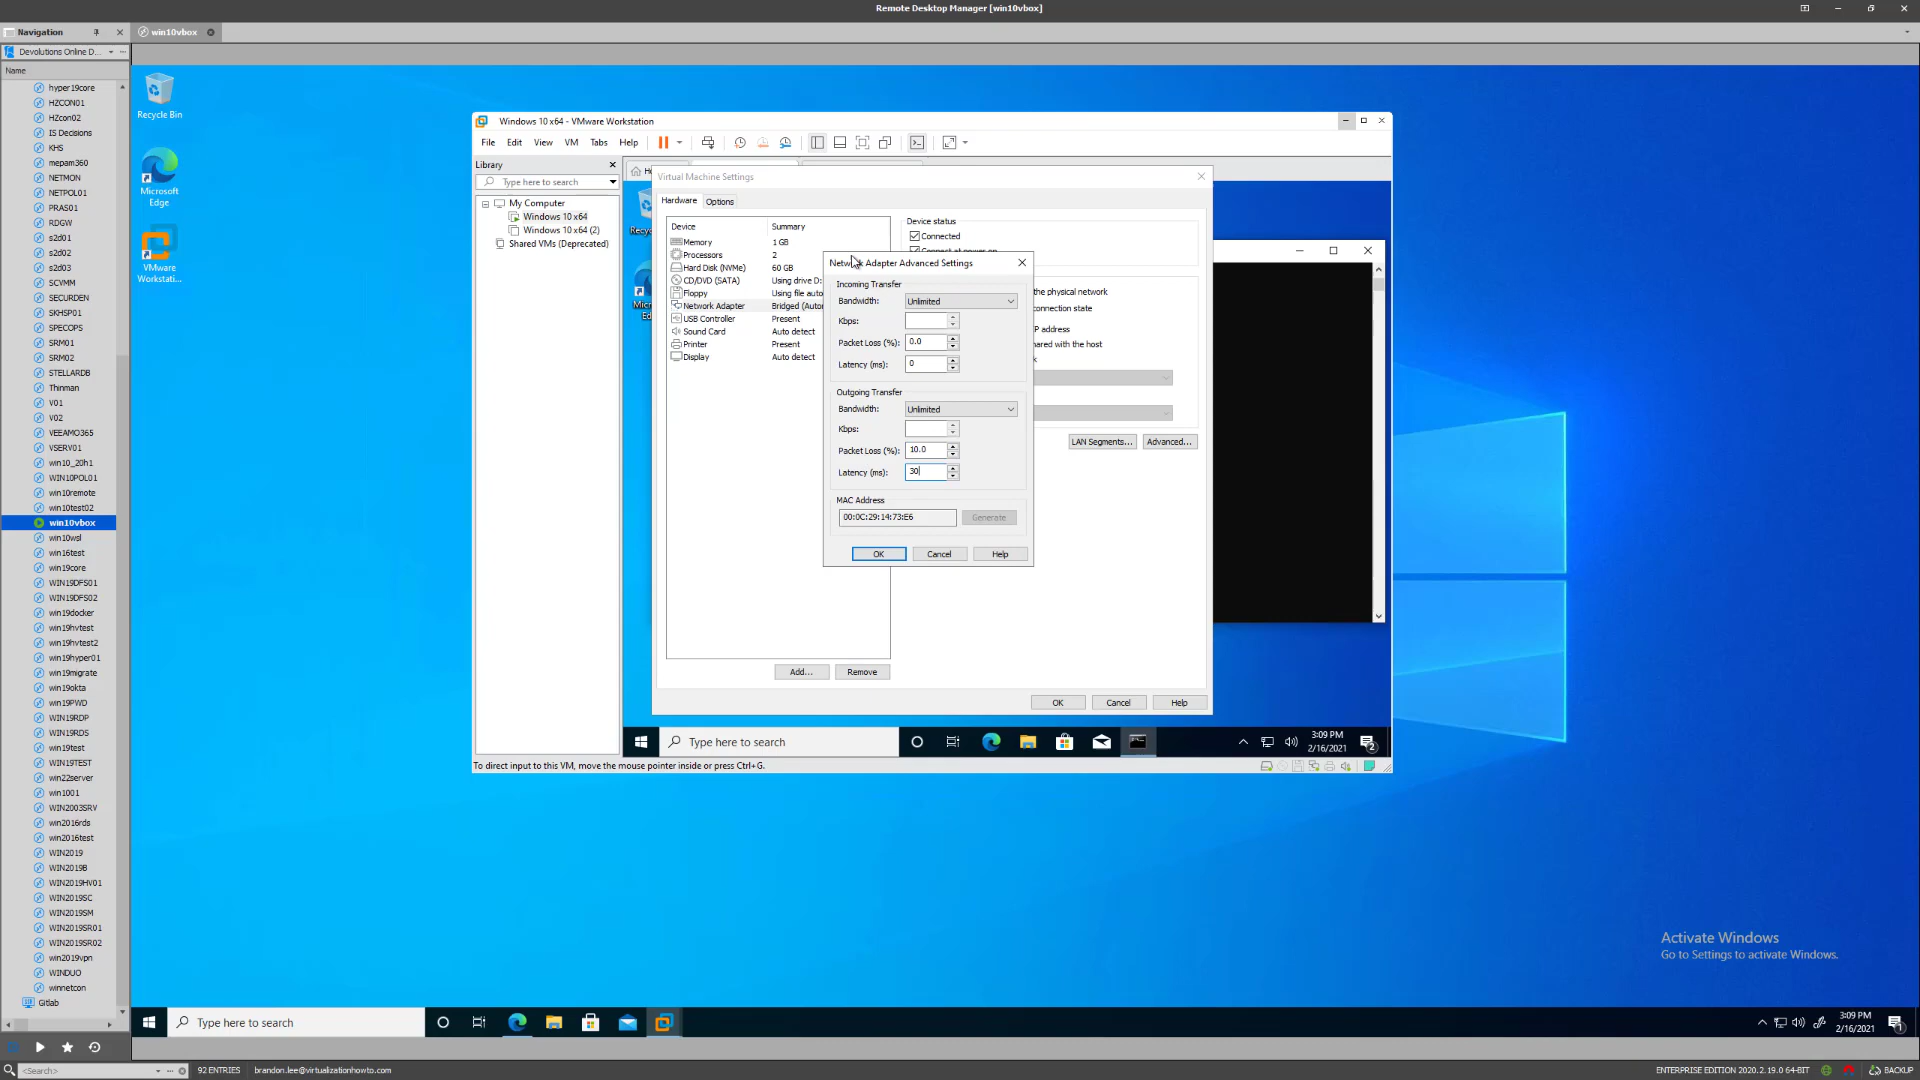 Remote Desktop Manager [win10vbox]
Navigation
win10vbox
Devolutions Online D...
Name
hyper19core
HZCON01
HZcon02
IS Decisions
KHS
mepam360
NETMON
NETPOL01
PRAS01
RDGW
s2d01
s2d02
s2d03
SCVMM
SECURDEN
SKHSP01
SPECOPS
SRM01
SRM02
STELLARDB
Thinman
V01
V02
VEEAMO365
VSERV01
win10_20h1
WIN10POL01
win10remote
win10test02
win10vbox
win10wsl
win16test
win19core
WIN19DFS01
WIN19DFS02
win19docker
win19hvtest
win19hvtest2
win19hyper01
win19migrate
win19okta
win19PWD
WIN19RDP
WIN19RDS
win19test
WIN19TEST
win22server
win1001
WIN2003SRV
win2016rds
win2016test
WIN2019
WIN2019B
WIN2019HV01
WIN2019SC
WIN2019SM
WIN2019SR01
WIN2019SR02
win2019vpn
WINDUO
winnetcon
Gitlab
Recycle Bin
Microsoft
Edge
VMware
Workstati...
Windows 10 x64 - VMware Workstation
File Edit View VM Tabs Help
Library
Type here to search
My Computer
Windows 10 x64
Windows 10 x64 (2)
Shared VMs (Deprecated)
Virtual Machine Settings
Hardware Options
Device Summary
Memory 1 GB
Processors 2
Hard Disk (NVMe) 60 GB
CD/DVD (SATA) Using drive D:
Floppy Using file auto
Network Adapter Bridged (Autor
USB Controller Present
Sound Card Auto detect
Printer Present
Display Auto detect
Add... Remove
Device status
Connected
Connect at power on
the physical network
connection state
P address
hared with the host
k
LAN Segments... Advanced...
OK Cancel Help
Network Adapter Advanced Settings
Incoming Transfer
Bandwidth: Unlimited
Kbps:
Packet Loss (%): 0.0
Latency (ms): 0
Outgoing Transfer
Bandwidth: Unlimited
Kbps:
Packet Loss (%): 10.0
Latency (ms): 30
MAC Address
00:0C:29:14:73:E6 Generate
OK Cancel Help
Type here to search
3:09 PM
2/16/2021
2
To direct input to this VM, move the mouse pointer inside or press Ctrl+G.
Activate Windows
Go to Settings to activate Windows.
Type here to search
3:09 PM
2/16/2021
1
<Search>
92 ENTRIES
brandon.lee@virtualizationhowto.com
ENTERPRISE EDITION 2020.2.19.0 64-BIT
BACKUP